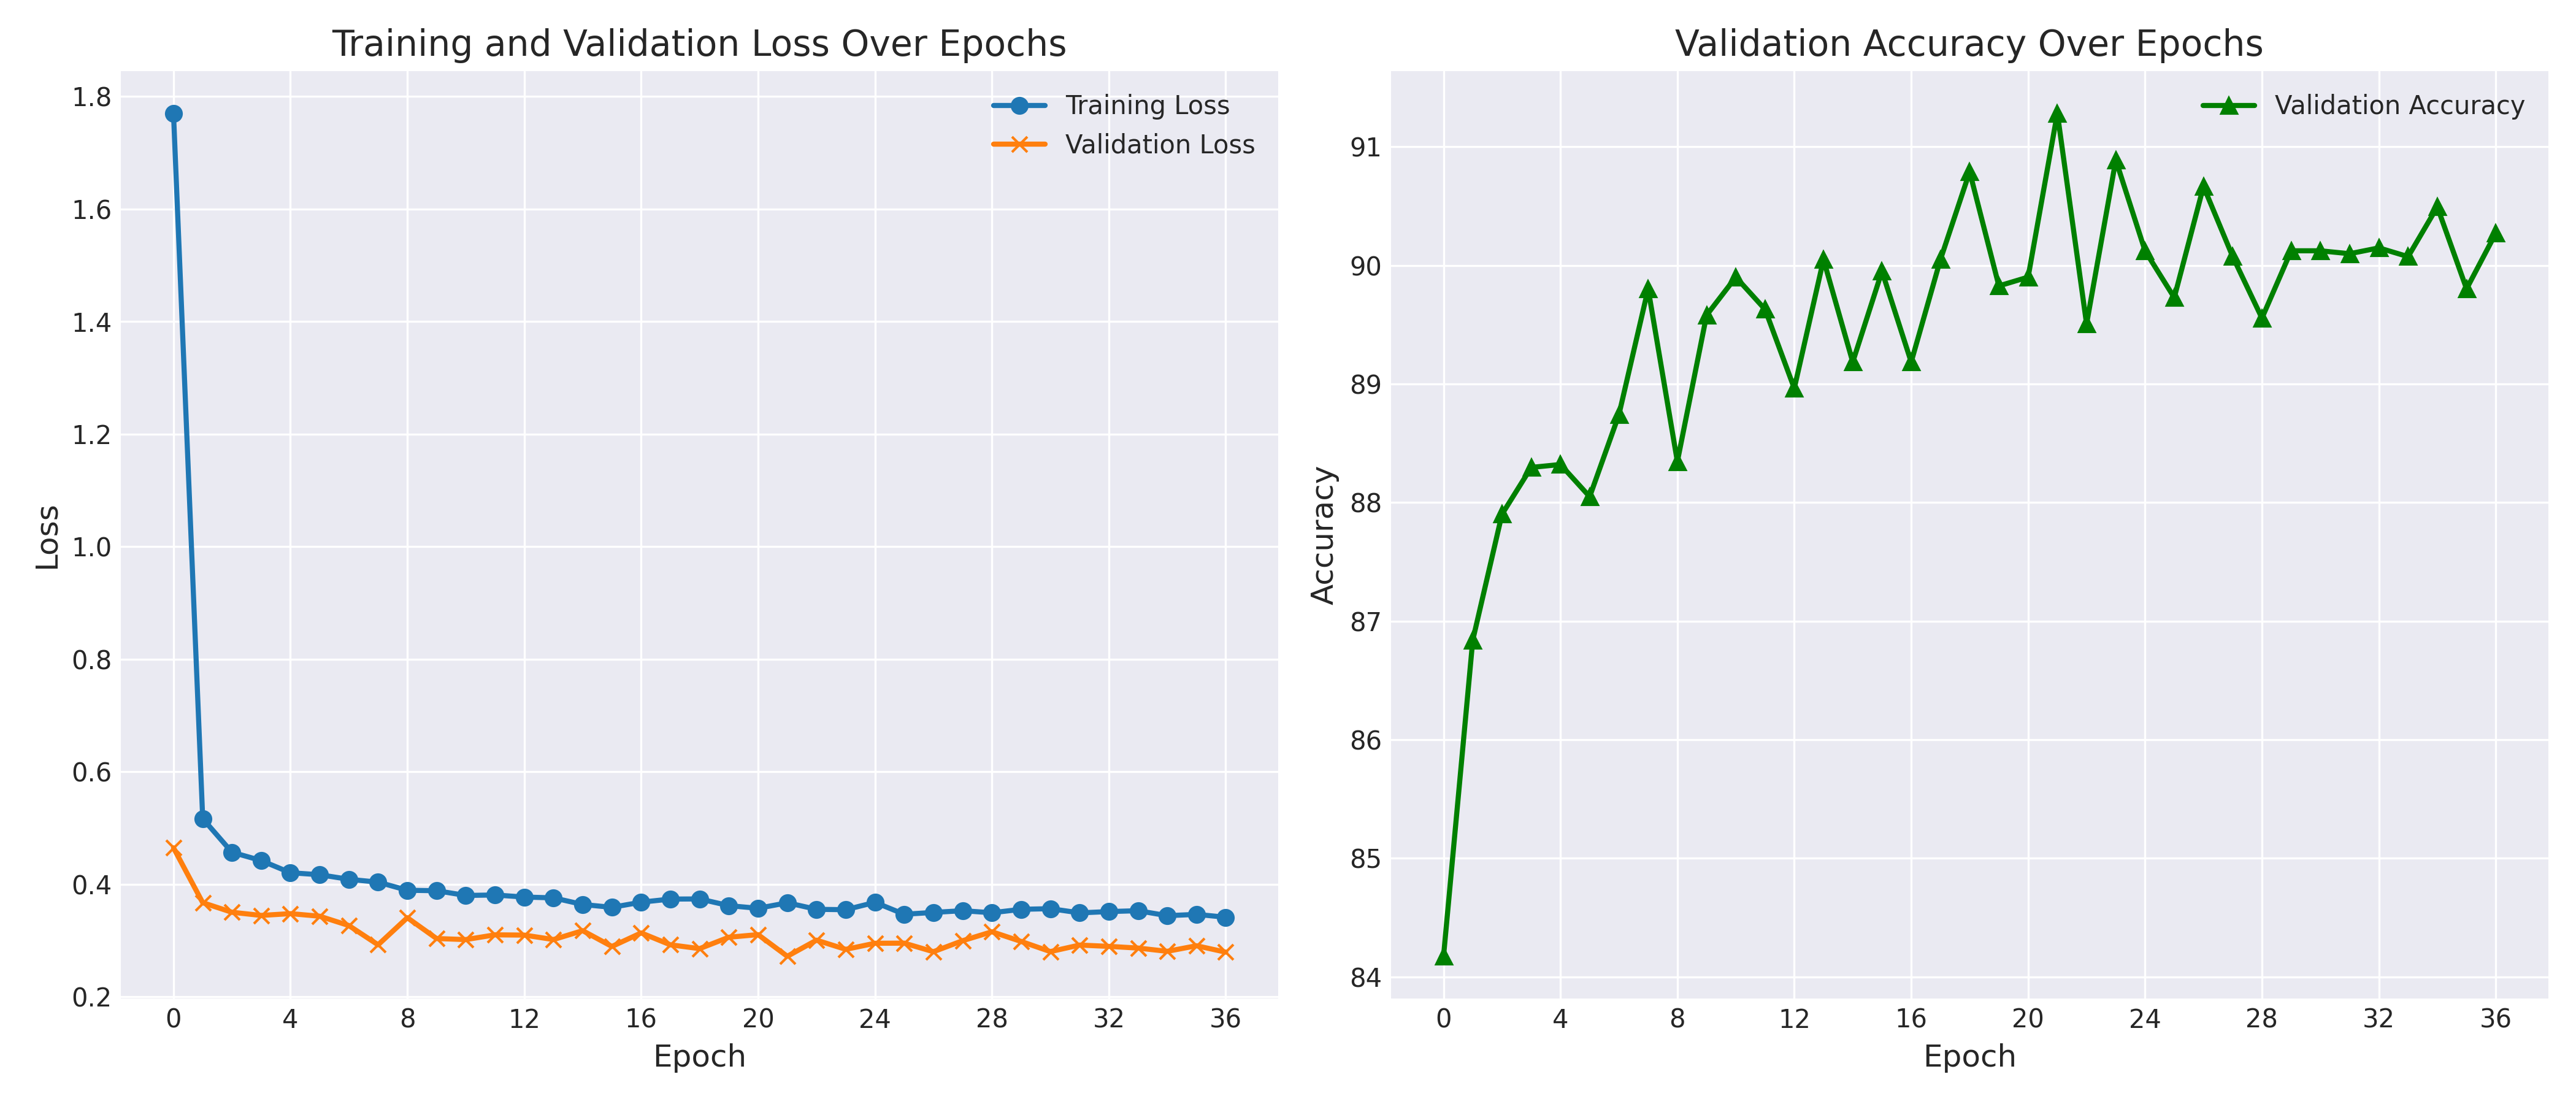 Training and Validation Loss Over Epochs
Training Loss
Validation Loss
1.8
1.6
1.4
1.2
1.0
0.8
0.6
0.4
0.2
Loss
0 4 8 12 16 20 24 28 32 36
Epoch
Validation Accuracy Over Epochs
Validation Accuracy
91
90
89
88
87
86
85
84
Accuracy
0 4 8 12 16 20 24 28 32 36
Epoch